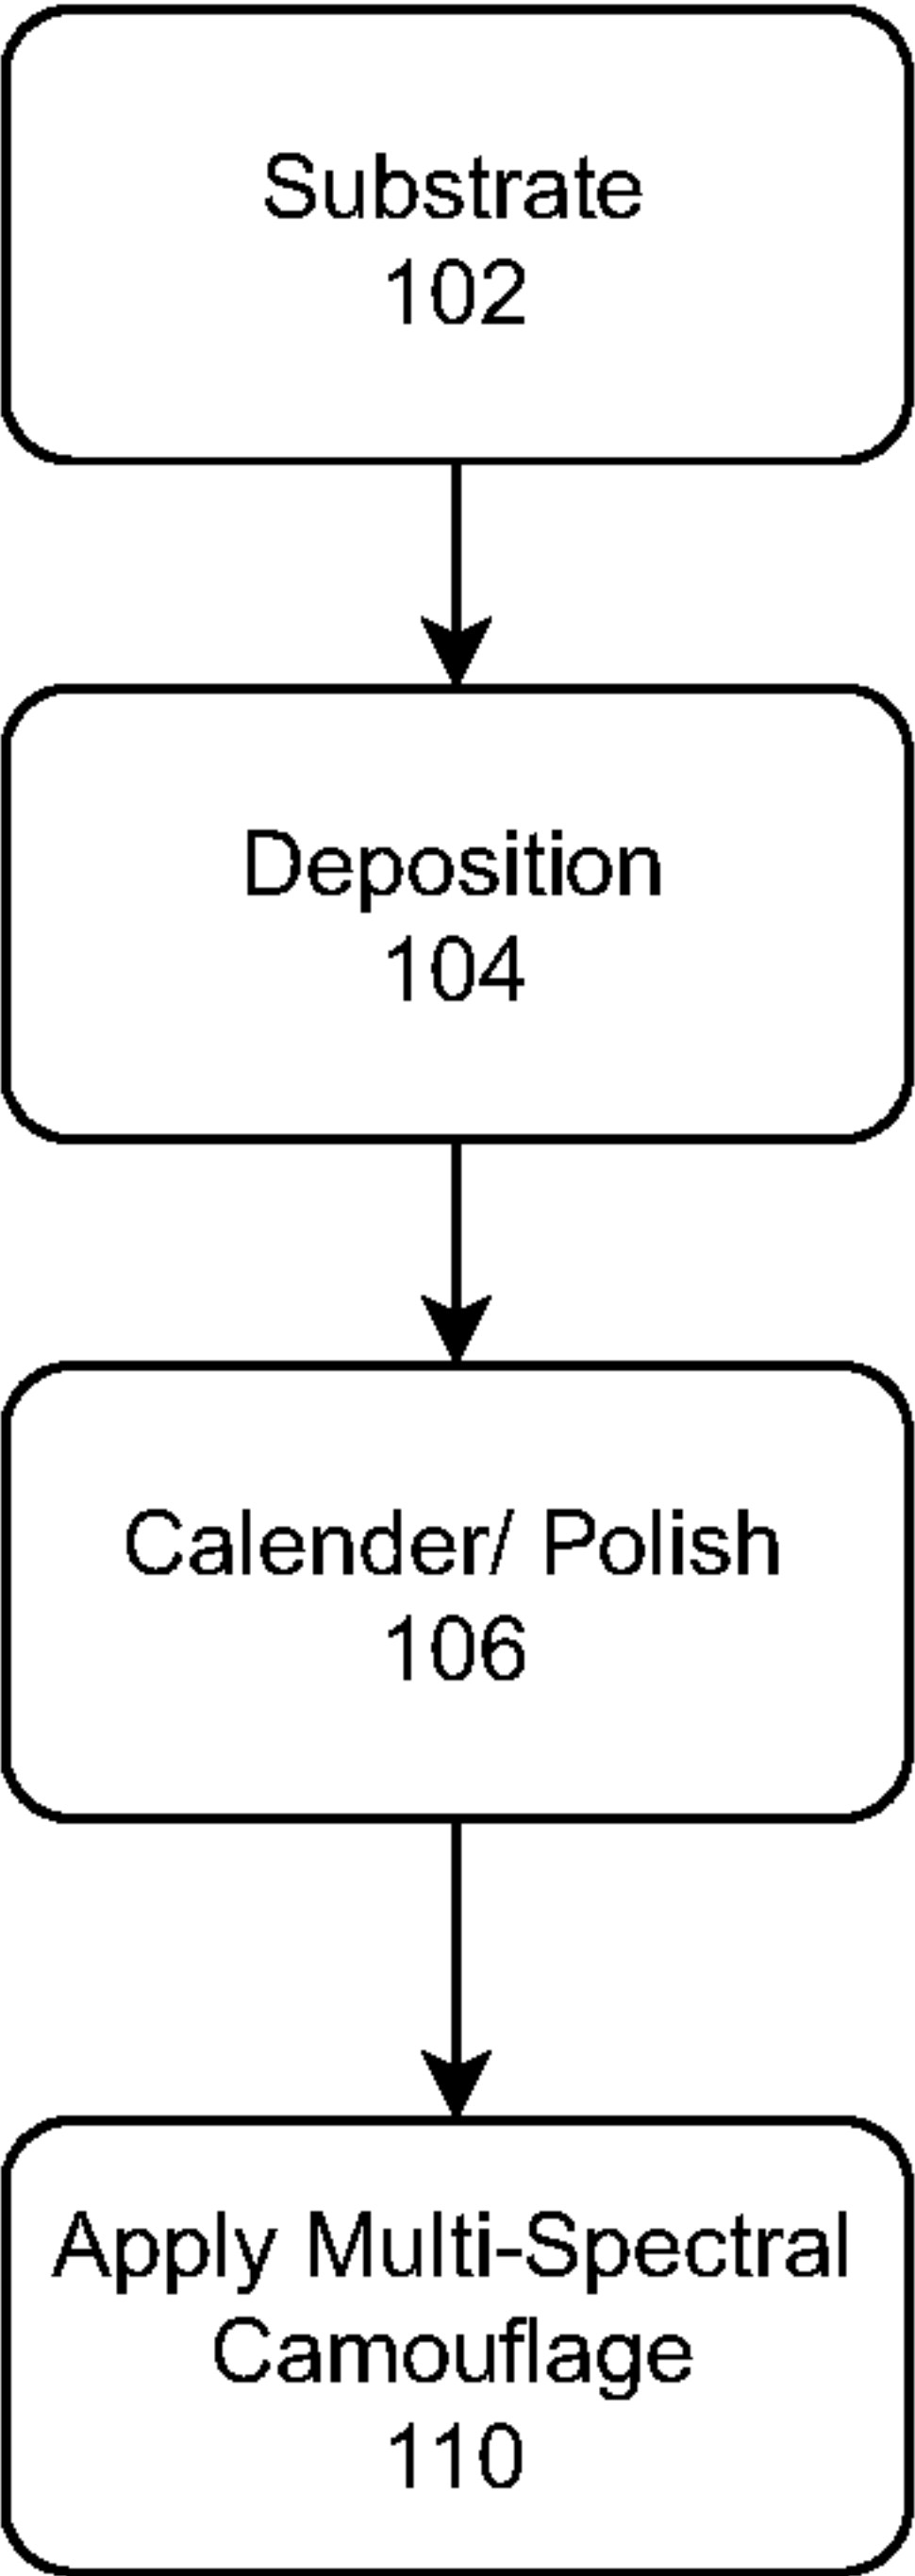 Substrate
102
Deposition
104
Calender/ Polish
106
Apply Multi-Spectral
Camouflage
110